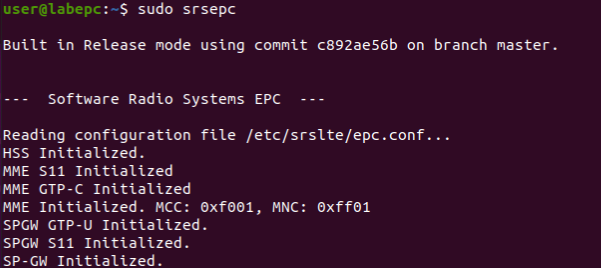 user@labepc:~$ sudo srsepc
Built in Release mode using commit c892ae56b on branch master.
---  Software Radio Systems EPC  ---
Reading configuration file /etc/srslte/epc.conf...
HSS Initialized.
MME S11 Initialized
MME GTP-C Initialized
MME Initialized. MCC: 0xf001, MNC: 0xff01
SPGW GTP-U Initialized.
SPGW S11 Initialized.
SP-GW Initialized.